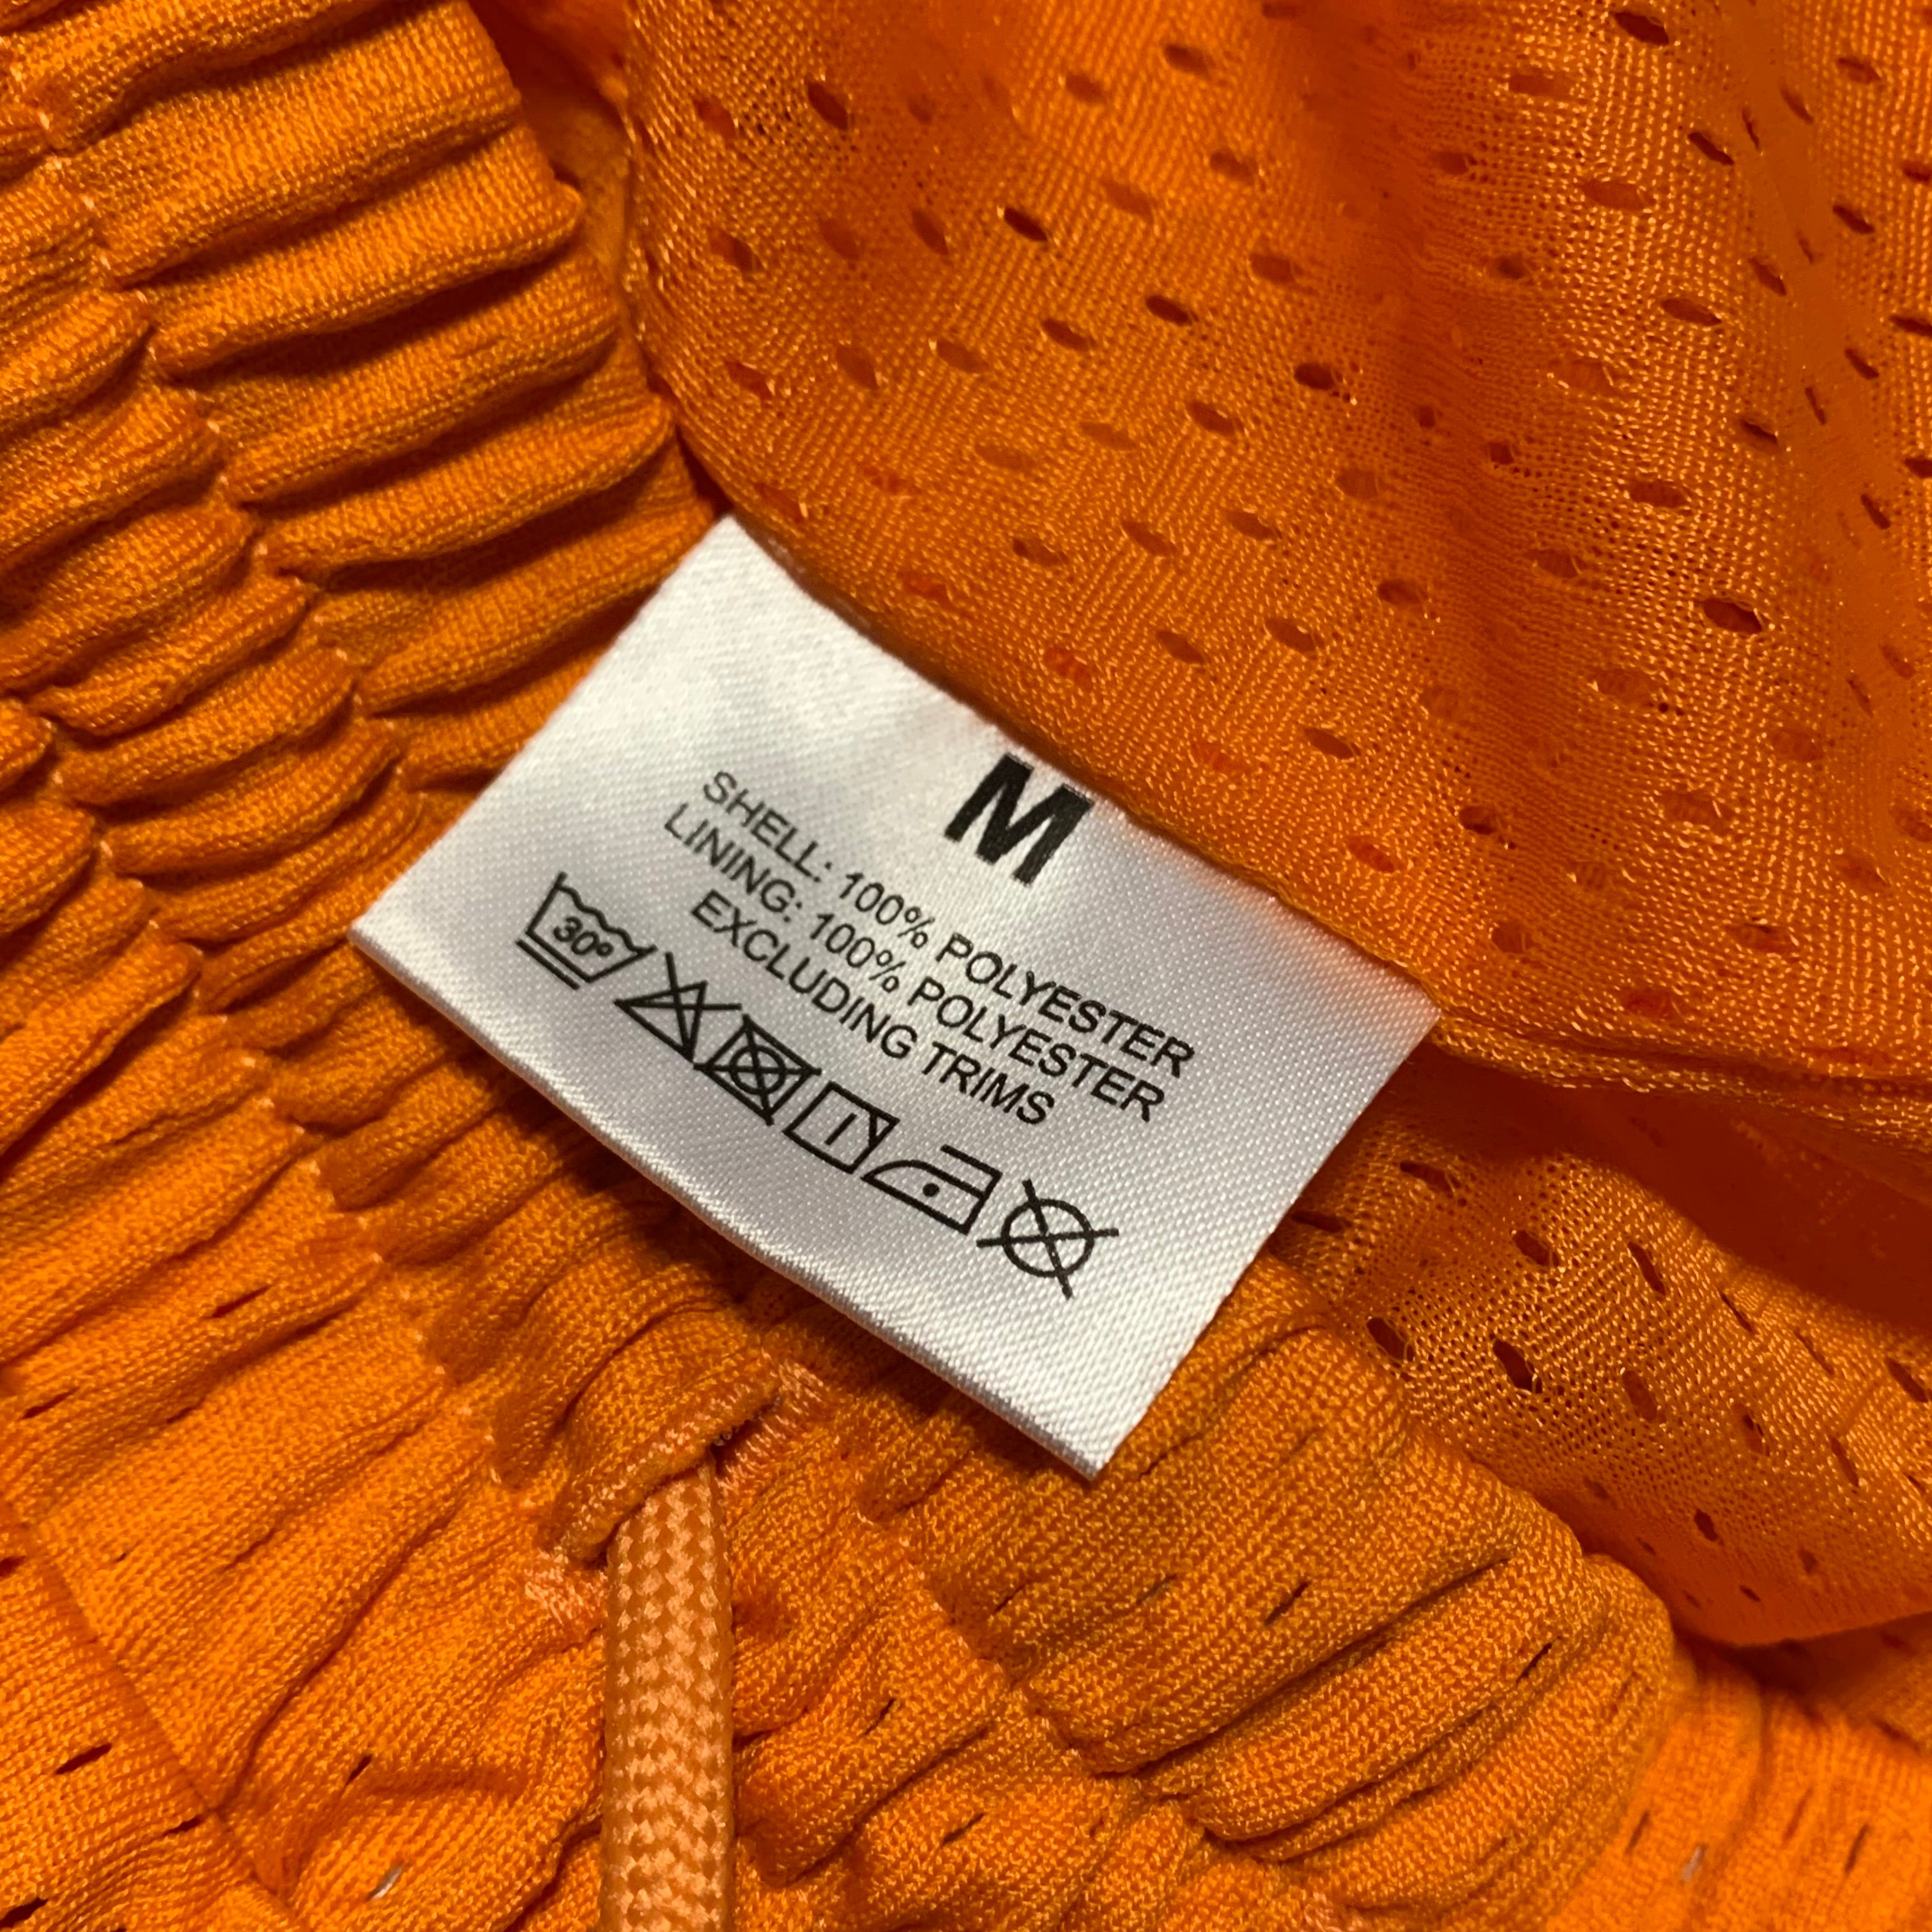 M
SHELL: 100% POLYESTER
LINING: 100% POLYESTER
EXCLUDING TRIMS
30°